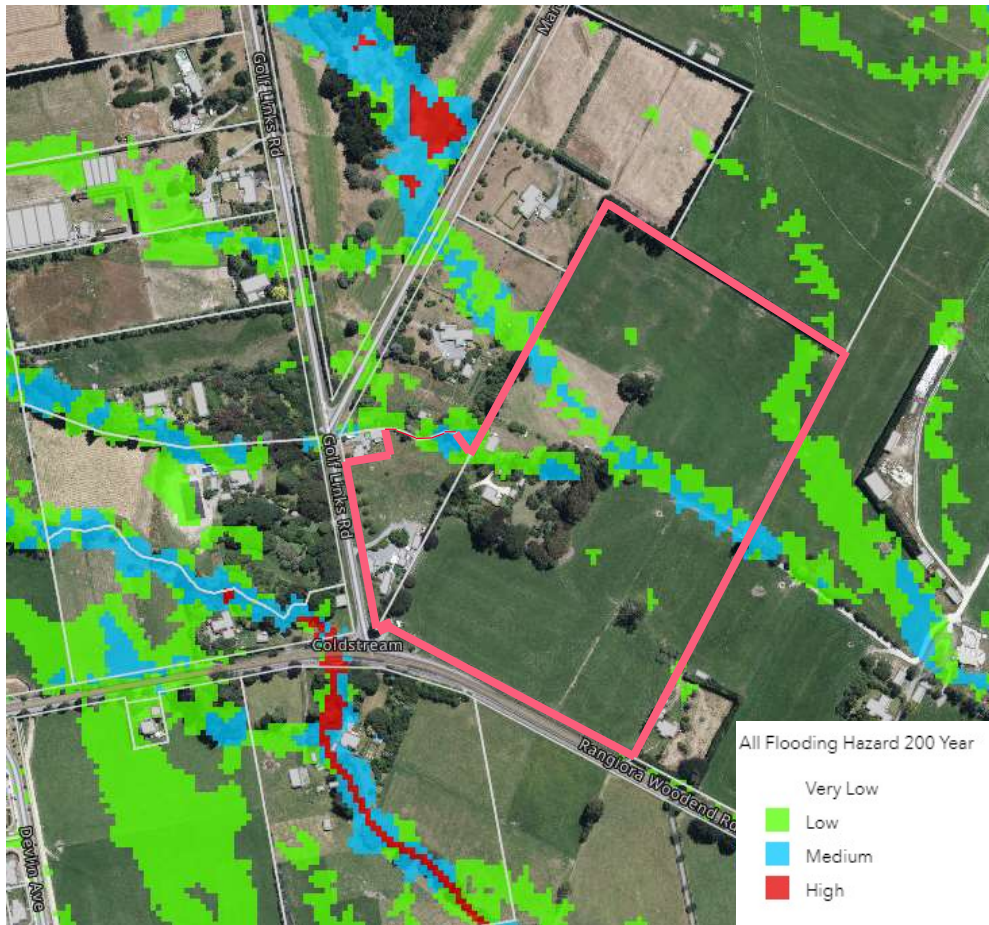 Golf Links Rd
Mar
Golf Links Rd
Coldstream
Rangiora Woodend Rd
Devlin Ave
All Flooding Hazard 200 Year
Very Low
Low
Medium
High